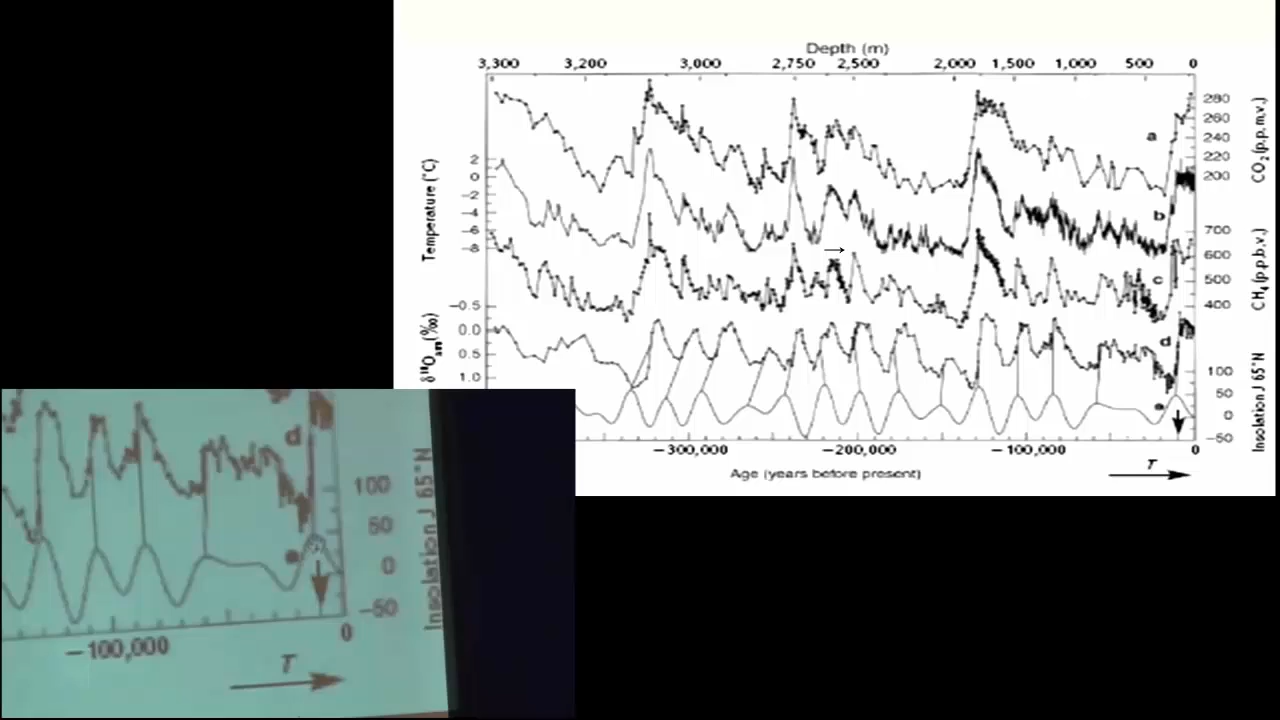 Depth (m)
3,300 3,200 3,000 2,750 2,500 2,000 1,500 1,000 500 0
280
260
240
220
200
CO2 (p.p.m.v.)
a
2
0
-2
-4
-6
-8
Temperature (°C)
b
→
700
600
500
400
CH4 (p.p.b.v.)
c
-0.5
0.0
0.5
1.0
δ18Oatm (‰)
d
100
50
0
-50
Insolation J 65°N
e
-300,000 -200,000 -100,000 0
Age (years before present)
T
d
100
50
0
-50
Insolation J 65°N
e
-100,000 0
T